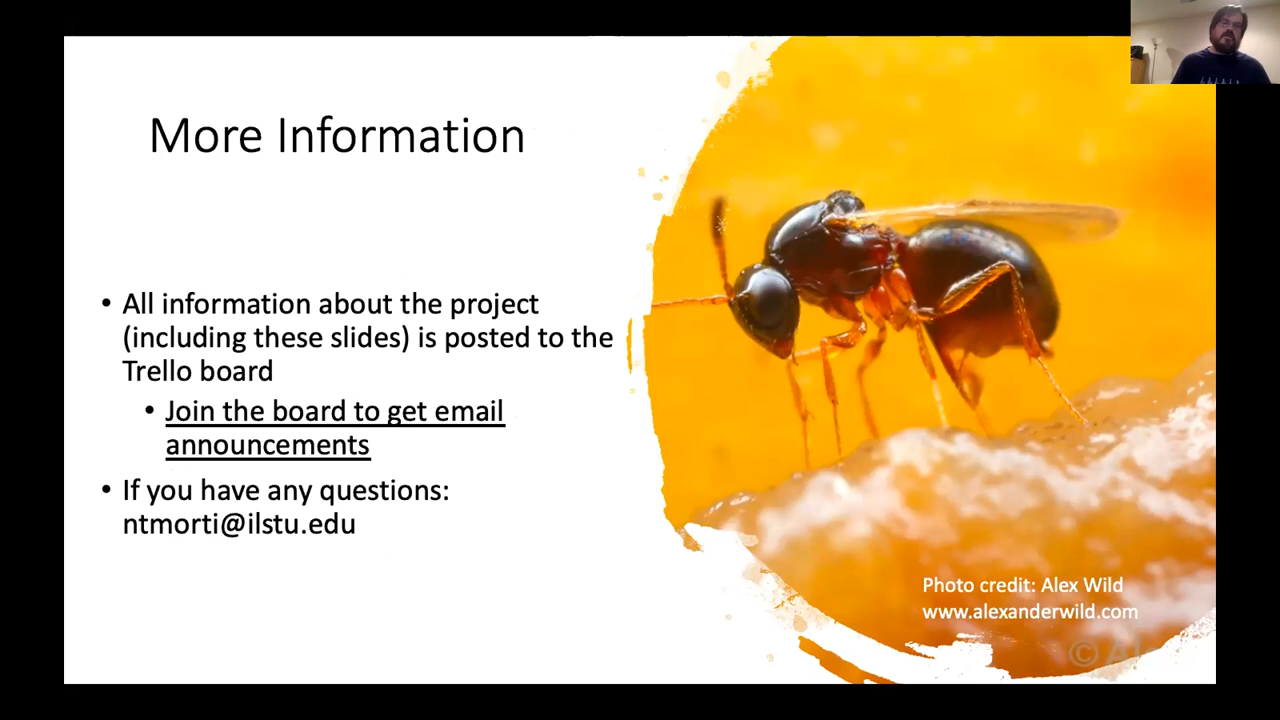 More Information
• All information about the project
(including these slides) is posted to the
Trello board
• Join the board to get email
announcements
• If you have any questions:
ntmorti@ilstu.edu
Photo credit: Alex Wild
www.alexanderwild.com